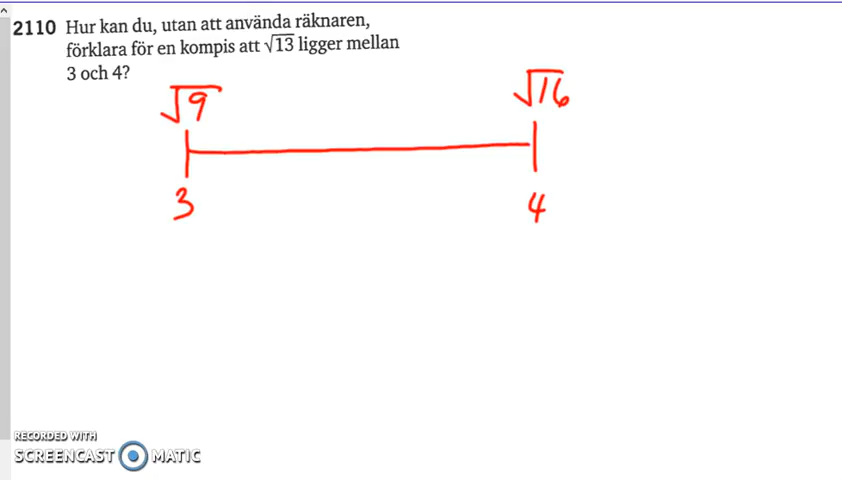 2110 Hur kan du, utan att använda räknaren,
förklara för en kompis att √13 ligger mellan
3 och 4?
√9 √16
3 4
RECORDED WITH
SCREENCAST MATIC